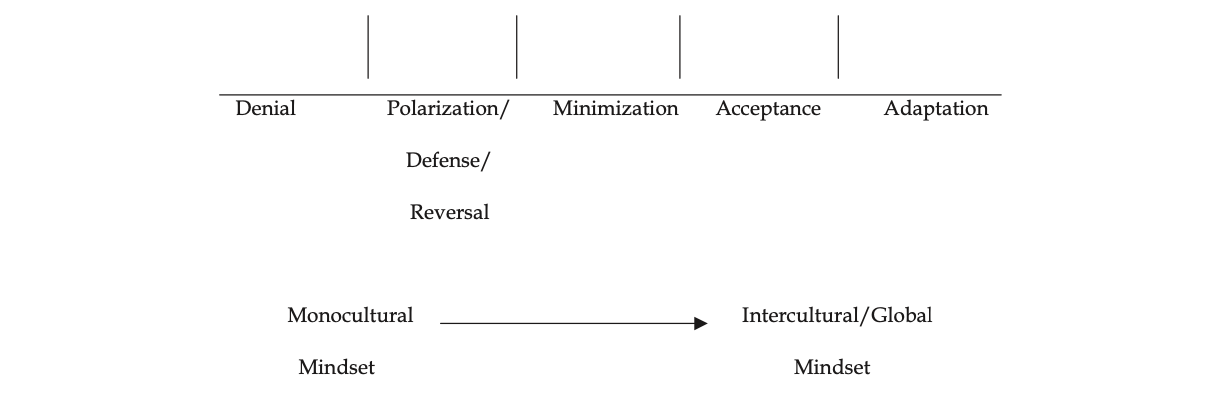 Denial Polarization/ Minimization Acceptance Adaptation
Defense/
Reversal
Monocultural Intercultural/Global
Mindset Mindset